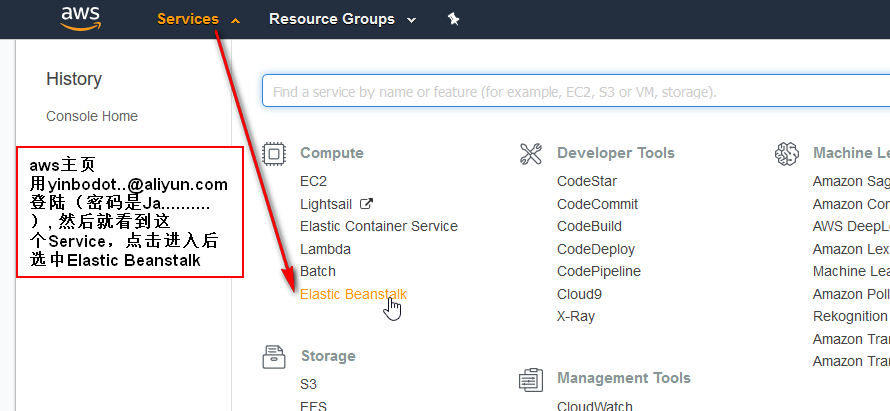 aws
Services
Resource Groups
History
Console Home
aws主页
用yinbodot..@aliyun.com
登陆（密码是Ja..........
）, 然后就看到这
个Service，点击进入后
选中Elastic Beanstalk
Find a service by name or feature (for example, EC2, S3 or VM, storage).
Compute
EC2
Lightsail
Elastic Container Service
Lambda
Batch
Elastic Beanstalk
Storage
S3
EFS
Developer Tools
CodeStar
CodeCommit
CodeBuild
CodeDeploy
CodePipeline
Cloud9
X-Ray
Management Tools
CloudWatch
Machine Lea
Amazon Sag
Amazon Con
AWS DeepLe
Amazon Lex
Machine Lea
Amazon Poll
Rekognition
Amazon Tran
Amazon Tran